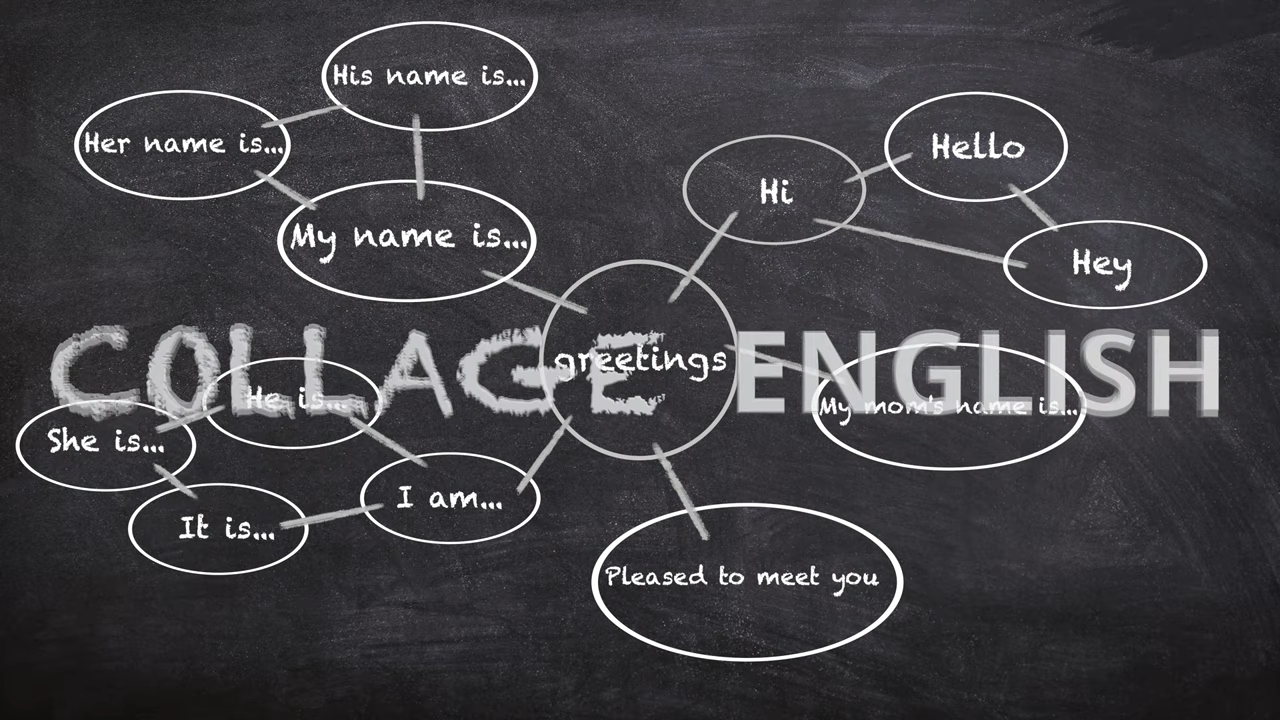 His name is...
Her name is...
My name is...
Hi
Hello
Hey
COLLAGE ENGLISH
greetings
He is...
She is...
My mom's name is...
I am...
It is...
Pleased to meet you